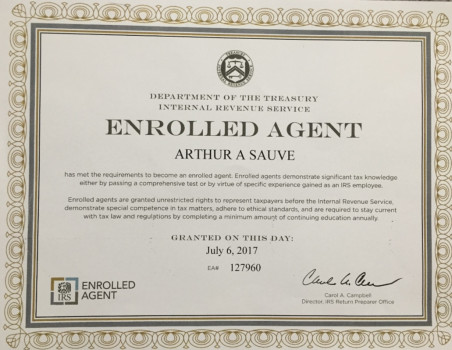 DEPARTMENT OF THE TREASURY
INTERNAL REVENUE SERVICE
ENROLLED AGENT
ARTHUR A SAUVE
has met the requirements to become an enrolled agent. Enrolled agents demonstrate significant tax knowledge
either by passing a comprehensive test or by virtue of specific experience gained as an IRS employee.
Enrolled agents are granted unrestricted rights to represent taxpayers before the Internal Revenue Service,
demonstrate special competence in tax matters, adhere to ethical standards, and are required to stay current
with tax law and regulations by completing a minimum amount of continuing education annually.
GRANTED ON THIS DAY:
July 6, 2017
EA# 127960
IRS
ENROLLED
AGENT
Carol A. Campbell
Director, IRS Return Preparer Office